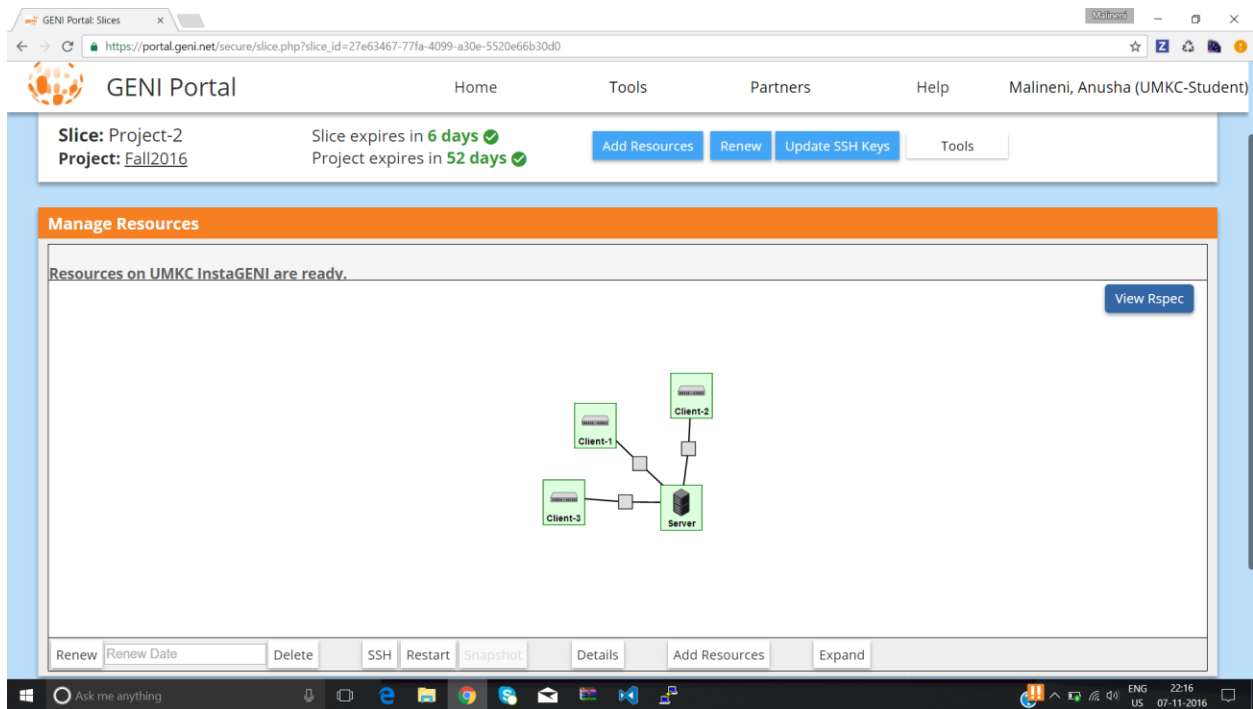 GENI Portal: Slices
Malineni
https://portal.geni.net/secure/slice.php?slice_id=27e63467-77fa-4099-a30e-5520e66b30d0
GENI Portal Home Tools Partners Help Malineni, Anusha (UMKC-Student)
Slice: Project-2 Slice expires in 6 days
Project: Fall2016 Project expires in 52 days
Add Resources Renew Update SSH Keys Tools
Manage Resources
Resources on UMKC InstaGENI are ready.
View Rspec
Client-2
Client-1
Client-3
Server
Renew Renew Date Delete SSH Restart Snapshot Details Add Resources Expand
Ask me anything
ENG 22:16
US 07-11-2016